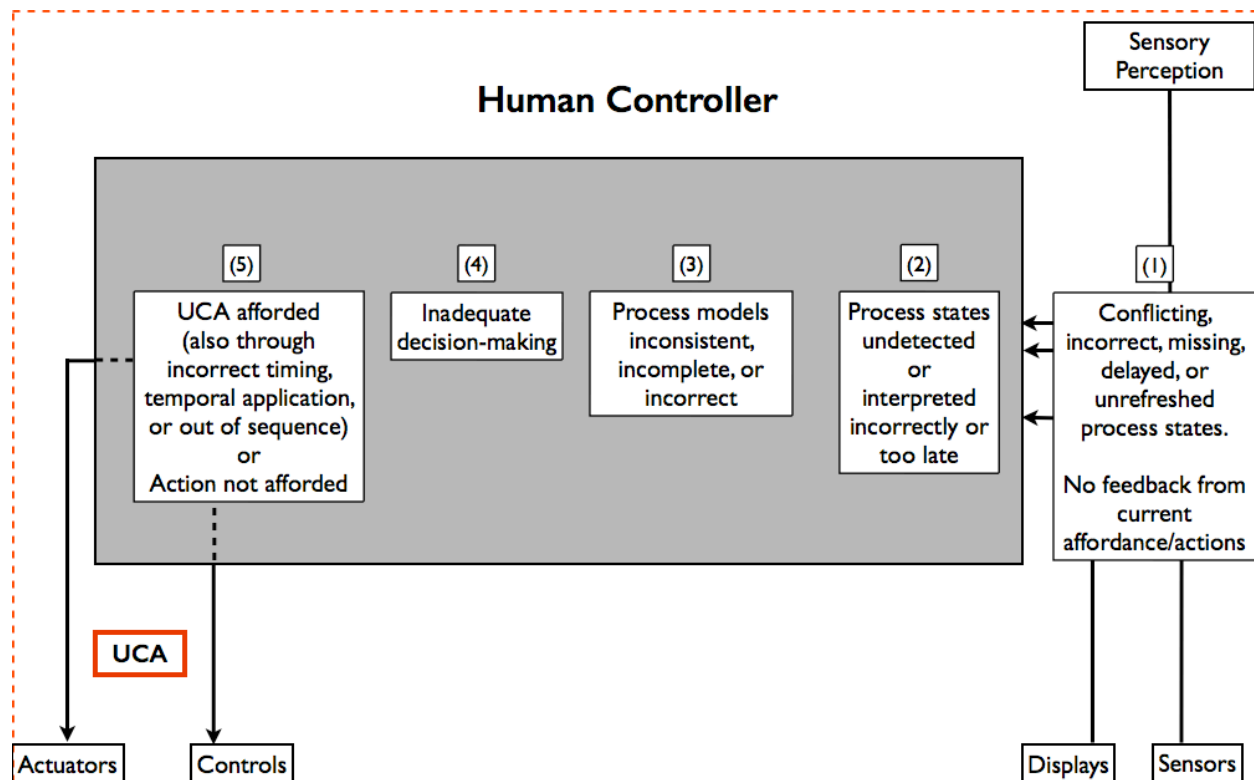 Sensory
Perception
Human Controller
(5)
UCA afforded
(also through
incorrect timing,
temporal application,
or out of sequence)
or
Action not afforded
(4)
Inadequate
decision-making
(3)
Process models
inconsistent,
incomplete, or
incorrect
(2)
Process states
undetected
or
interpreted
incorrectly or
too late
(1)
Conflicting,
incorrect, missing,
delayed, or
unrefreshed
process states.
No feedback from
current
affordance/actions
UCA
Actuators
Controls
Displays
Sensors